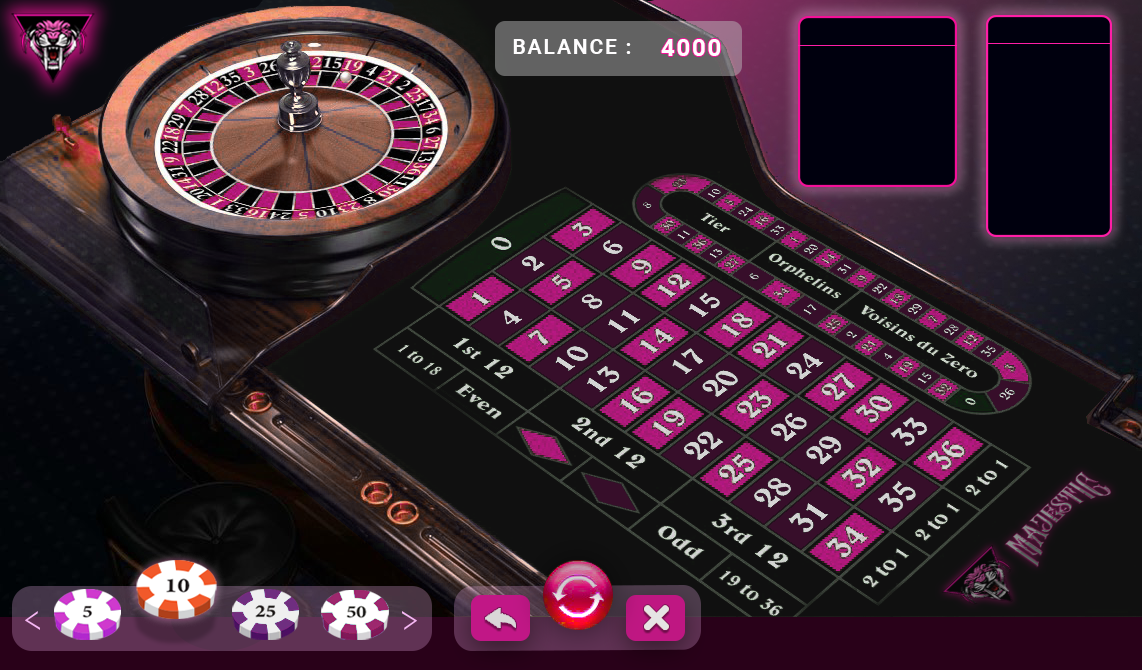 BALANCE : 4000
0
3 6 9 12 15 18 21 24 27 30 33 36
2 5 8 11 14 17 20 23 26 29 32 35
1 4 7 10 13 16 19 22 25 28 31 34
2 to 1
2 to 1
2 to 1
1st 12
2nd 12
3rd 12
1 to 18
Even
Odd
19 to 36
Tier
Orphelins
Voisins du Zero
MAJESTIC
< 5 10 25 50 >